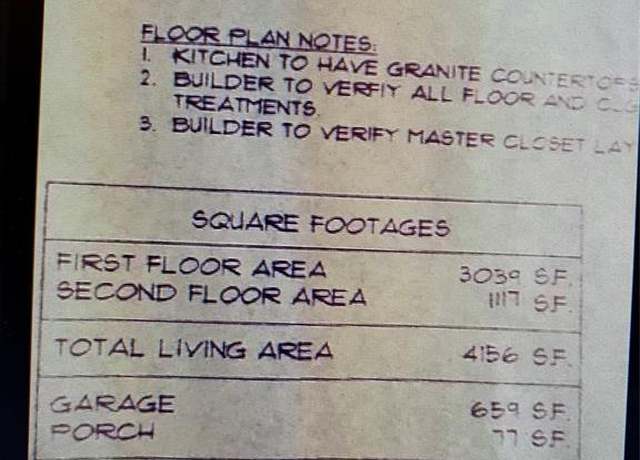 FLOOR PLAN NOTES:
1. KITCHEN TO HAVE GRANITE COUNTERTOPS
2. BUILDER TO VERFIY ALL FLOOR AND
TREATMENTS.
3. BUILDER TO VERIFY MASTER CLOSET LAY
SQUARE FOOTAGES
FIRST FLOOR AREA 3039 S.F.
SECOND FLOOR AREA 1117 S.F.
TOTAL LIVING AREA 4156 S.F.
GARAGE 659 S.F.
PORCH 77 S.F.